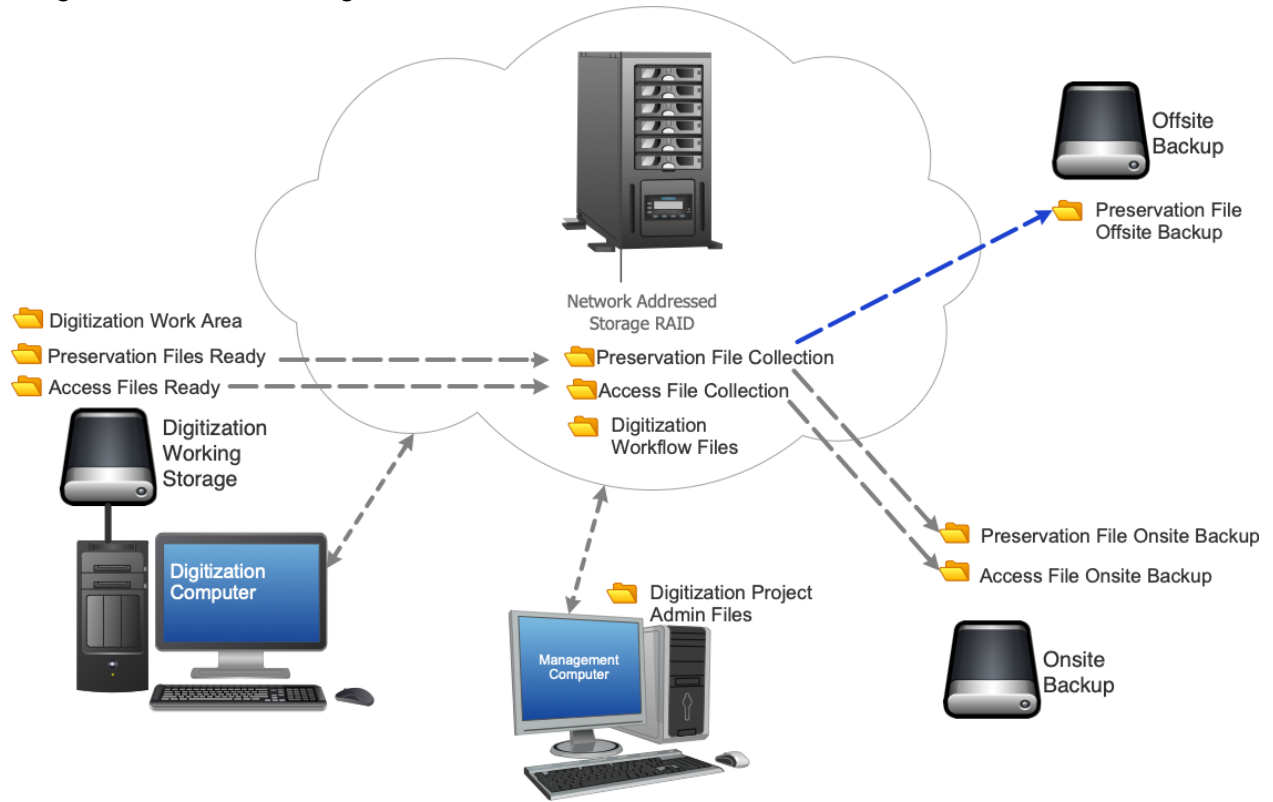 Offsite
Backup
Preservation File
Offsite Backup
Network Addressed
Storage RAID
Digitization Work Area
Preservation Files Ready
Access Files Ready
Preservation File Collection
Access File Collection
Digitization
Workflow Files
Digitization
Working
Storage
Digitization
Computer
Preservation File Onsite Backup
Access File Onsite Backup
Digitization Project
Admin Files
Management
Computer
Onsite
Backup